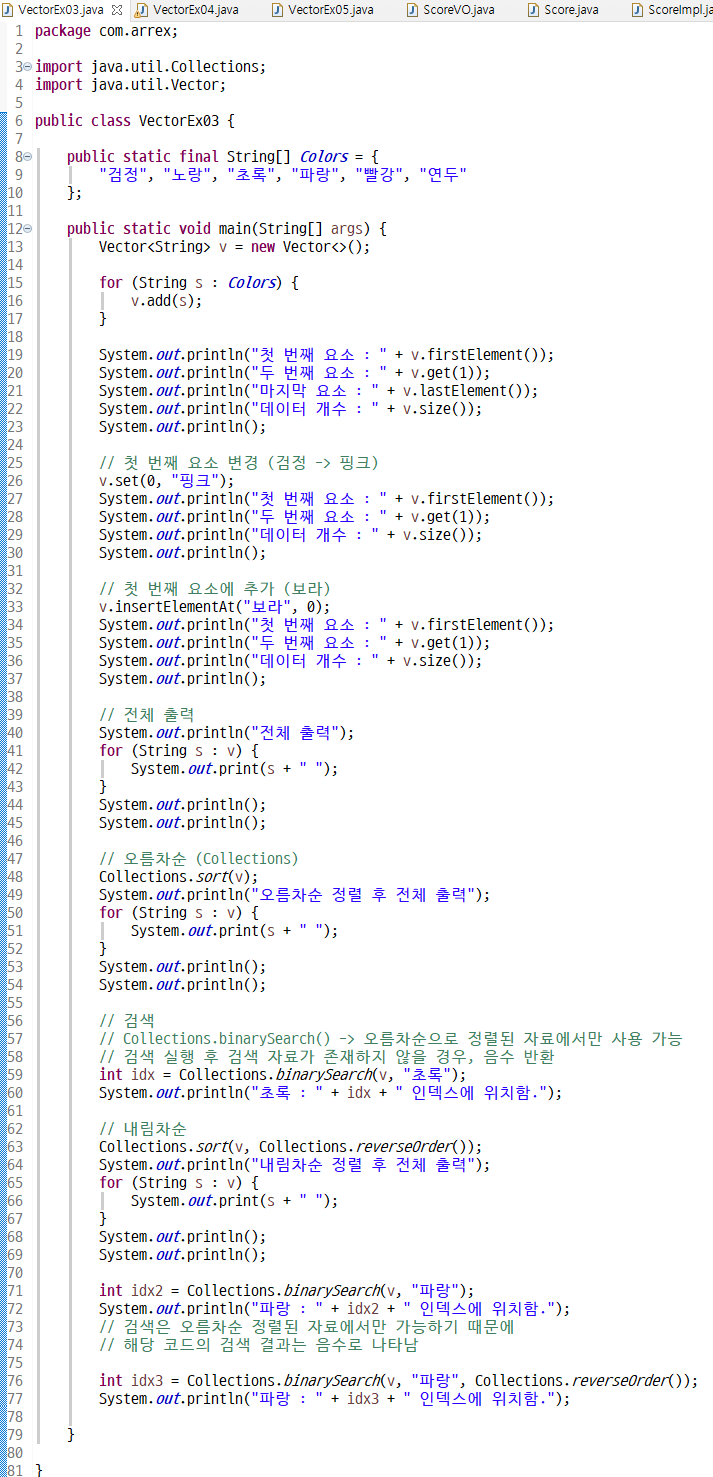 VectorEx03.java VectorEx04.java VectorEx05.java ScoreVO.java Score.java ScoreImpl.ja
1 package com.arrex;
2
3 import java.util.Collections;
4 import java.util.Vector;
5
6 public class VectorEx03 {
7
8 public static final String[] Colors = {
9 "검정", "노랑", "초록", "파랑", "빨강", "연두"
10 };
11
12 public static void main(String[] args) {
13 Vector<String> v = new Vector<>();
14
15 for (String s : Colors) {
16 v.add(s);
17 }
18
19 System.out.println("첫 번째 요소 : " + v.firstElement());
20 System.out.println("두 번째 요소 : " + v.get(1));
21 System.out.println("마지막 요소 : " + v.lastElement());
22 System.out.println("데이터 개수 : " + v.size());
23 System.out.println();
24
25 // 첫 번째 요소 변경 (검정 -> 핑크)
26 v.set(0, "핑크");
27 System.out.println("첫 번째 요소 : " + v.firstElement());
28 System.out.println("두 번째 요소 : " + v.get(1));
29 System.out.println("데이터 개수 : " + v.size());
30 System.out.println();
31
32 // 첫 번째 요소에 추가 (보라)
33 v.insertElementAt("보라", 0);
34 System.out.println("첫 번째 요소 : " + v.firstElement());
35 System.out.println("두 번째 요소 : " + v.get(1));
36 System.out.println("데이터 개수 : " + v.size());
37 System.out.println();
38
39 // 전체 출력
40 System.out.println("전체 출력");
41 for (String s : v) {
42 System.out.print(s + " ");
43 }
44 System.out.println();
45 System.out.println();
46
47 // 오름차순 (Collections)
48 Collections.sort(v);
49 System.out.println("오름차순 정렬 후 전체 출력");
50 for (String s : v) {
51 System.out.print(s + " ");
52 }
53 System.out.println();
54 System.out.println();
55
56 // 검색
57 // Collections.binarySearch() -> 오름차순으로 정렬된 자료에서만 사용 가능
58 // 검색 실행 후 검색 자료가 존재하지 않을 경우, 음수 반환
59 int idx = Collections.binarySearch(v, "초록");
60 System.out.println("초록 : " + idx + " 인덱스에 위치함.");
61
62 // 내림차순
63 Collections.sort(v, Collections.reverseOrder());
64 System.out.println("내림차순 정렬 후 전체 출력");
65 for (String s : v) {
66 System.out.print(s + " ");
67 }
68 System.out.println();
69 System.out.println();
70
71 int idx2 = Collections.binarySearch(v, "파랑");
72 System.out.println("파랑 : " + idx2 + " 인덱스에 위치함.");
73 // 검색은 오름차순 정렬된 자료에서만 가능하기 때문에
74 // 해당 코드의 검색 결과는 음수로 나타남
75
76 int idx3 = Collections.binarySearch(v, "파랑", Collections.reverseOrder());
77 System.out.println("파랑 : " + idx3 + " 인덱스에 위치함.");
78
79 }
80
81 }